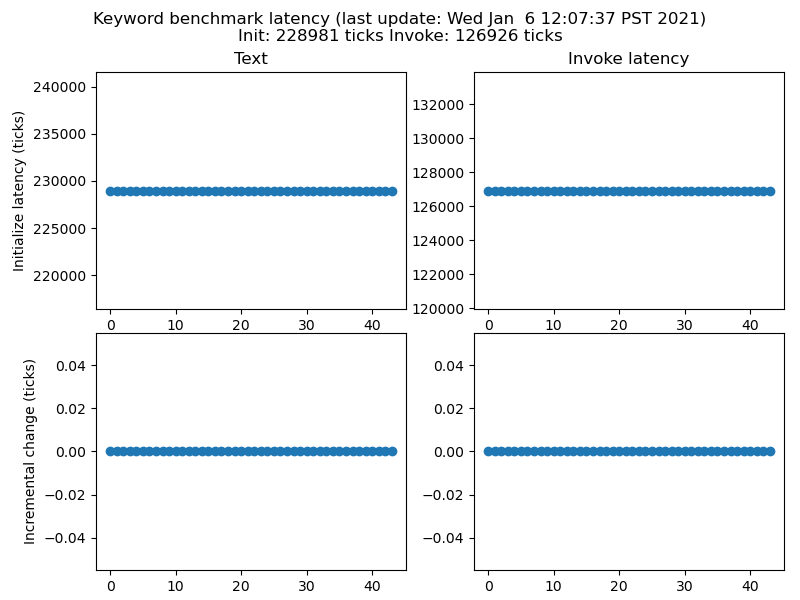 Keyword benchmark latency (last update: Wed Jan  6 12:07:37 PST 2021)
Init: 228981 ticks Invoke: 126926 ticks
Text
Initialize latency (ticks)
240000
235000
230000
225000
220000
0 10 20 30 40
Invoke latency
132000
130000
128000
126000
124000
122000
120000
0 10 20 30 40
Incremental change (ticks)
0.04
0.02
0.00
−0.02
−0.04
0 10 20 30 40
0.04
0.02
0.00
−0.02
−0.04
0 10 20 30 40